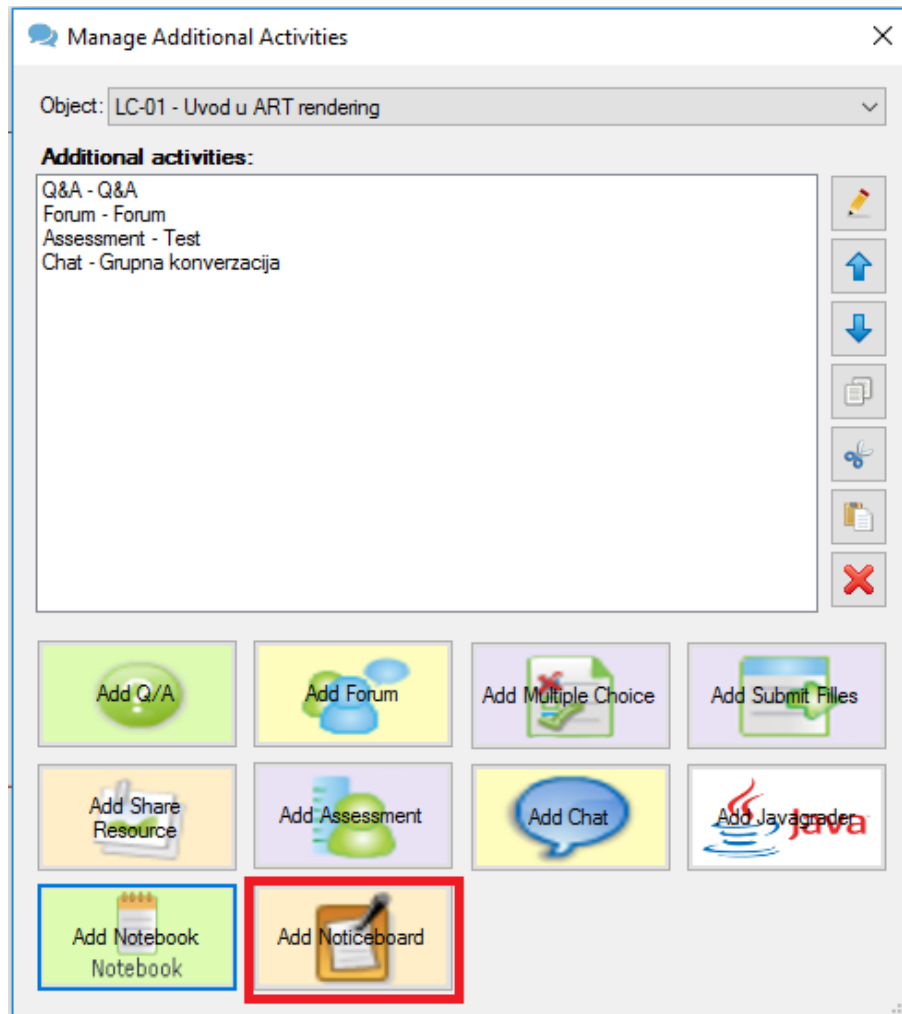 Manage Additional Activities
Object: LC-01 - Uvod u ART rendering
Additional activities:
Q&A - Q&A
Forum - Forum
Assessment - Test
Chat - Grupna konverzacija
Add Q/A
Add Forum
Add Multiple Choice
Add Submit Filles
Add Share
Resource
Add Assessment
Add Chat
Add Javagrader
Java
Add Notebook
Notebook
Add Noticeboard